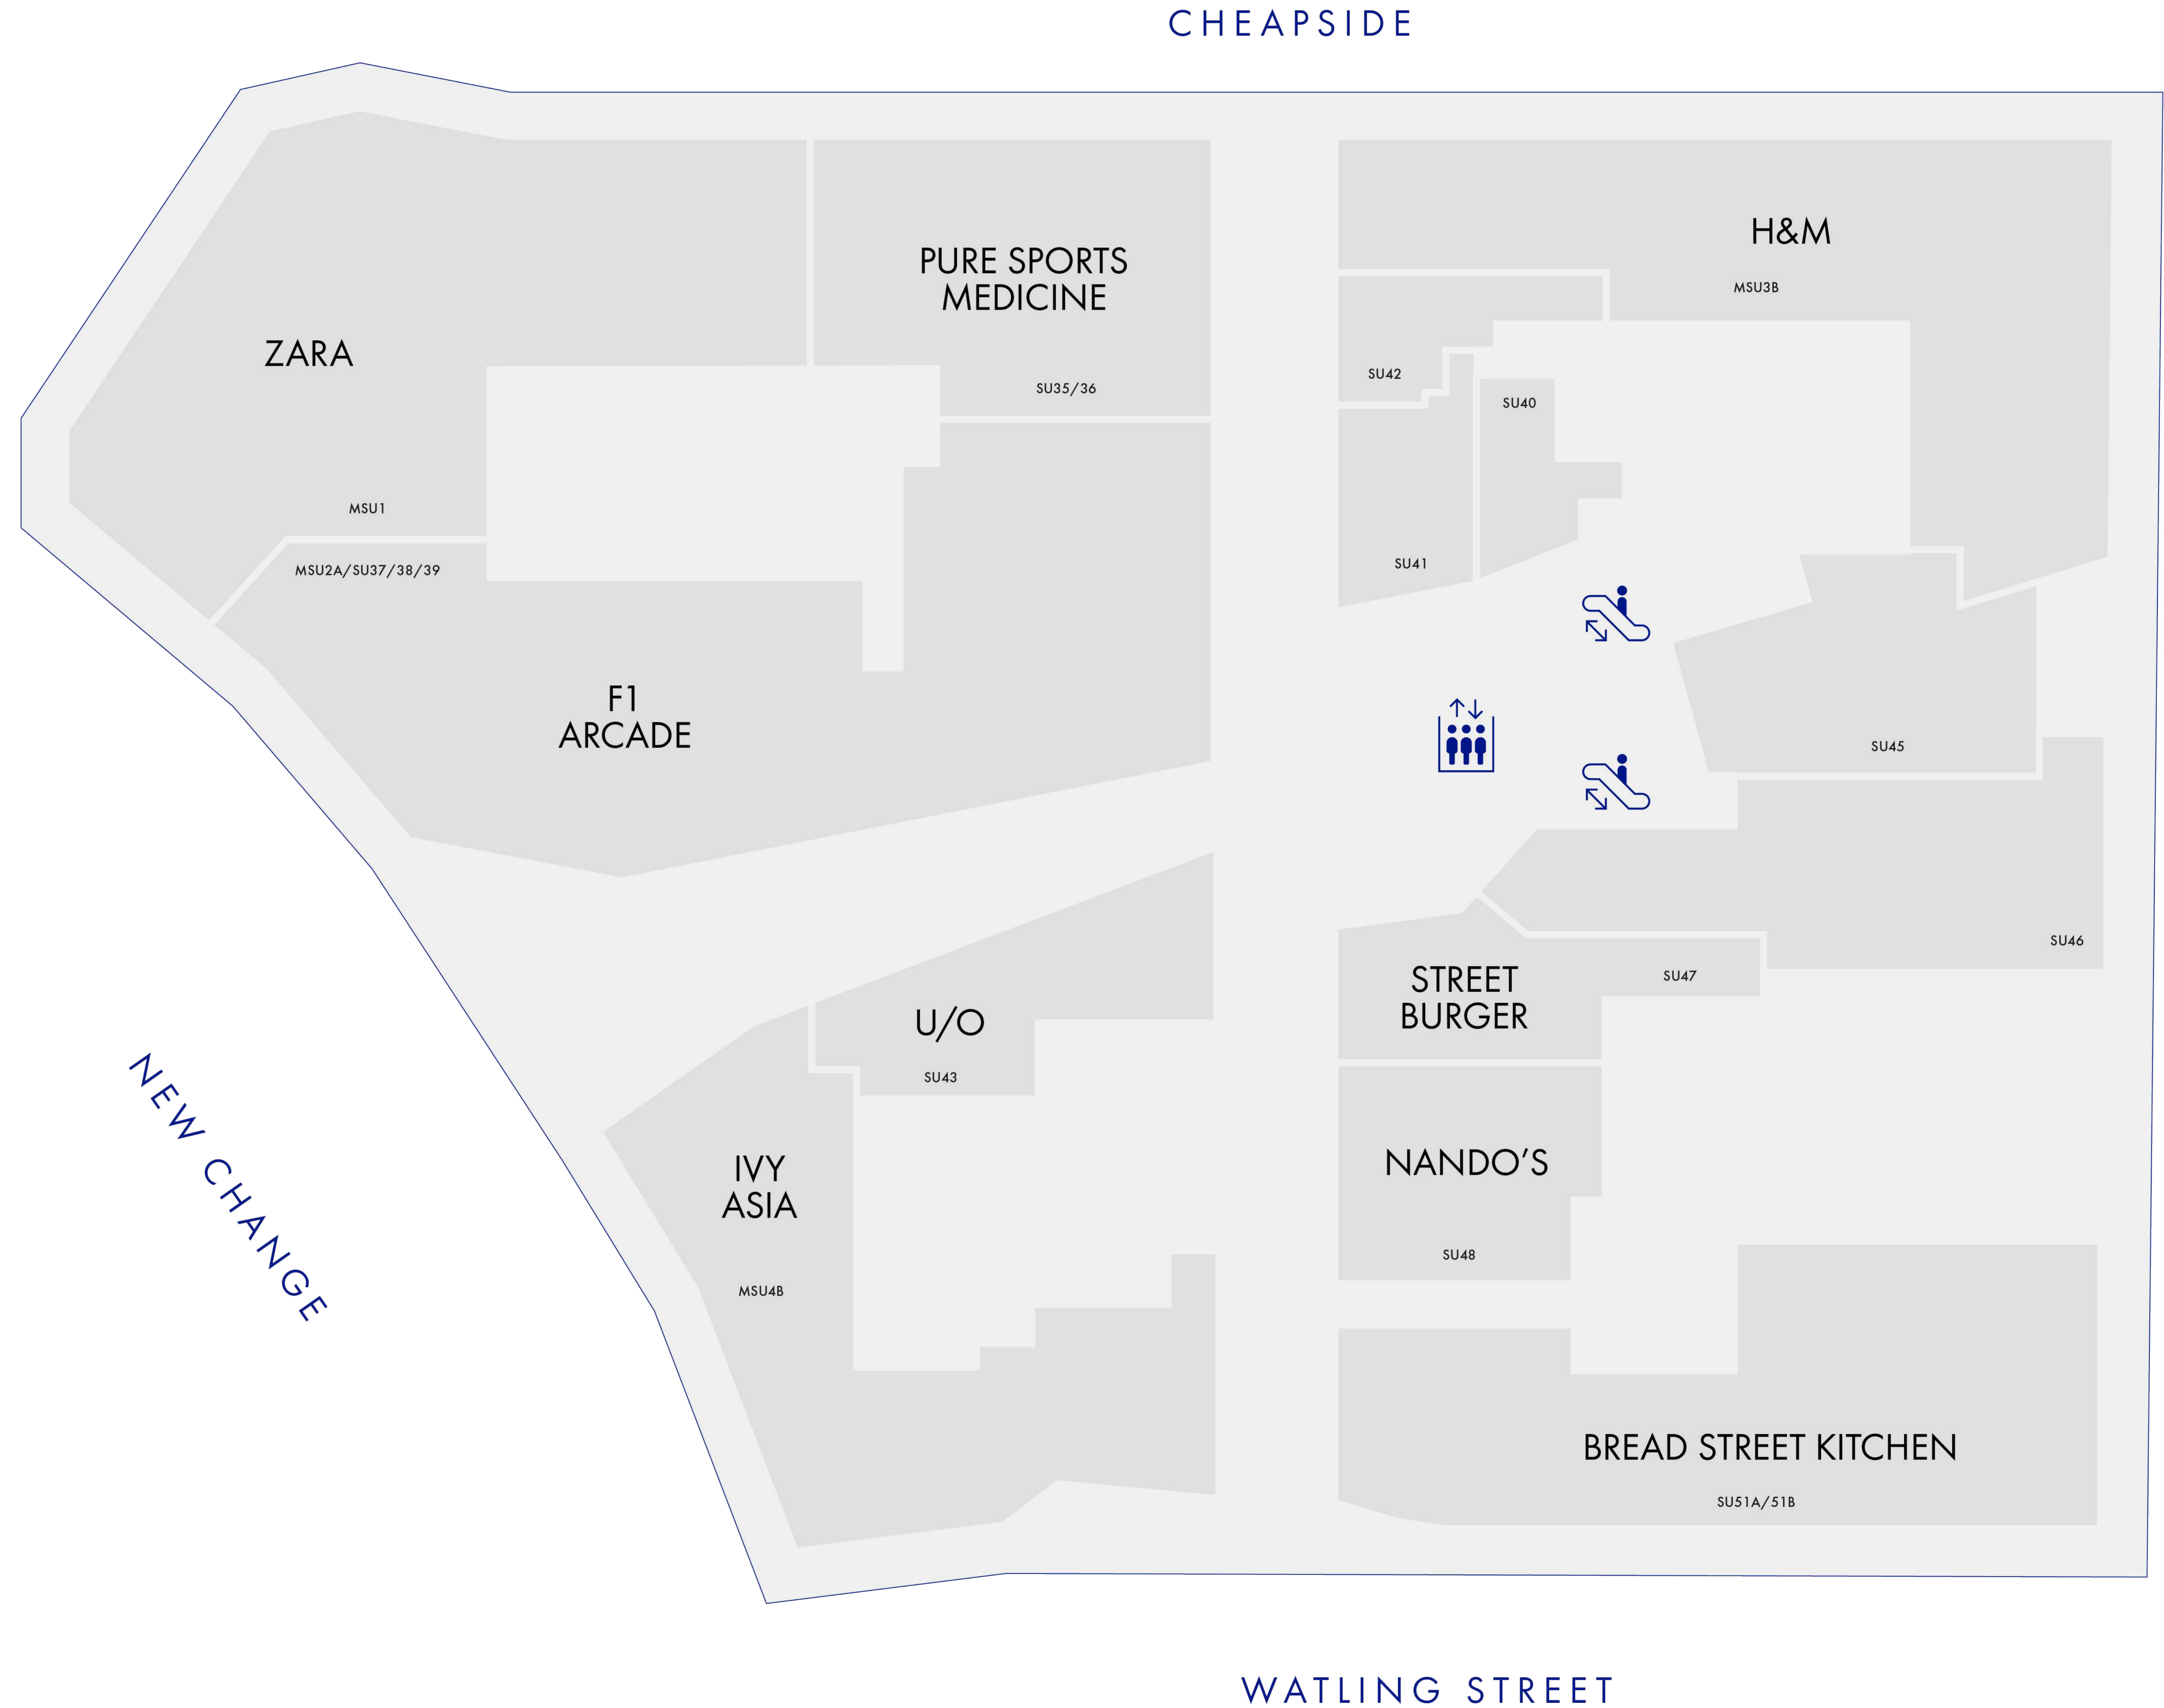 CHEAPSIDE
H&M
MSU3B
PURE SPORTS
MEDICINE
SU35/36
ZARA
MSU1
SU42
SU40
SU41
MSU2A/SU37/38/39
F1
ARCADE
SU45
SU46
STREET
BURGER
SU47
U/O
SU43
NANDO’S
SU48
IVY
ASIA
MSU4B
NEW CHANGE
BREAD STREET KITCHEN
SU51A/51B
WATLING STREET